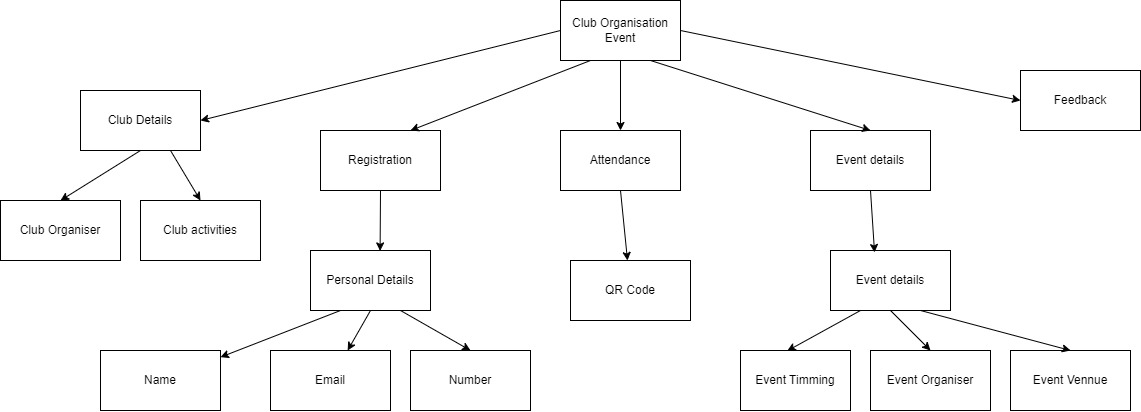 Club Organisation
Event
Feedback
Club Details
Registration
Attendance
Event details
Club Organiser
Club activities
Personal Details
QR Code
Event details
Name
Email
Number
Event Timming
Event Organiser
Event Vennue